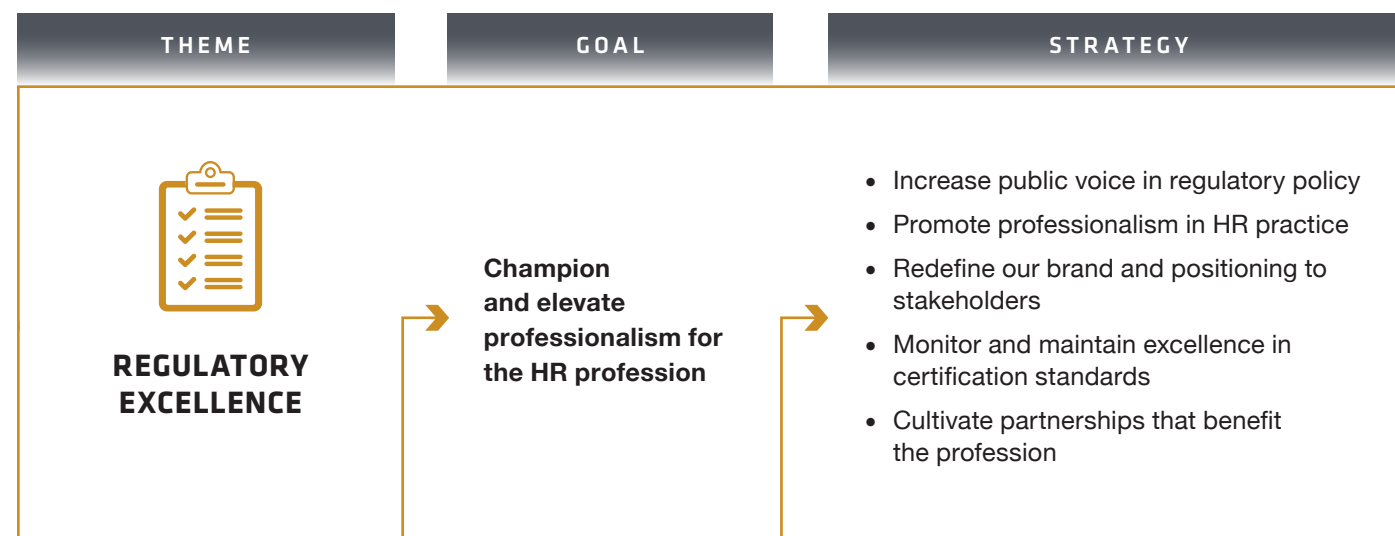 THEME
GOAL
STRATEGY
REGULATORY
EXCELLENCE
Champion
and elevate
professionalism for
the HR profession
• Increase public voice in regulatory policy
• Promote professionalism in HR practice
• Redefine our brand and positioning to
stakeholders
• Monitor and maintain excellence in
certification standards
• Cultivate partnerships that benefit
the profession